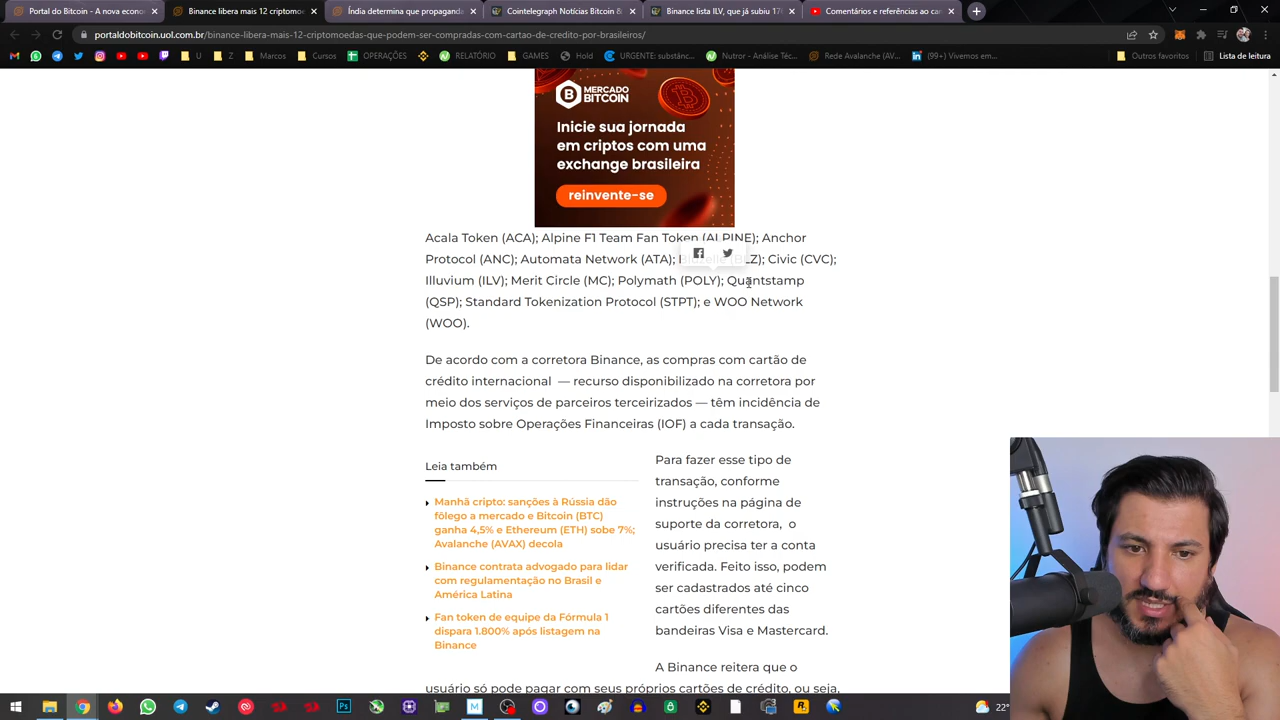 Portal do Bitcoin - A nova econom
Binance libera mais 12 criptomoe
Índia determina que propaganda
Cointelegraph Notícias Bitcoin &
Binance lista ILV, que já subiu 17
Comentários e referências ao car
portaldobitcoin.uol.com.br/binance-libera-mais-12-criptomoedas-que-podem-ser-compradas-com-cartao-de-credito-por-brasileiros/
U
Z
Marcos
Cursos
OPERAÇÕES
RELATÓRIO
GAMES
Hold
URGENTE: substânc...
Nutror - Análise Téc...
Rede Avalanche (AV...
(99+) Vivemos em...
Outros favoritos
Lista de leitura
MERCADO
BITCOIN
Inicie sua jornada
em criptos com uma
exchange brasileira
reinvente-se
Acala Token (ACA); Alpine F1 Team Fan Token (ALPINE); Anchor
Protocol (ANC); Automata Network (ATA); (BLZ); Civic (CVC);
Illuvium (ILV); Merit Circle (MC); Polymath (POLY); Quantstamp
(QSP); Standard Tokenization Protocol (STPT); e WOO Network
(WOO).
De acordo com a corretora Binance, as compras com cartão de
crédito internacional — recurso disponibilizado na corretora por
meio dos serviços de parceiros terceirizados — têm incidência de
Imposto sobre Operações Financeiras (IOF) a cada transação.
Leia também
Manhã cripto: sanções à Rússia dão
fôlego a mercado e Bitcoin (BTC)
ganha 4,5% e Ethereum (ETH) sobe 7%;
Avalanche (AVAX) decola
Binance contrata advogado para lidar
com regulamentação no Brasil e
América Latina
Fan token de equipe da Fórmula 1
dispara 1.800% após listagem na
Binance
Para fazer esse tipo de
transação, conforme
instruções na página de
suporte da corretora, o
usuário precisa ter a conta
verificada. Feito isso, podem
ser cadastrados até cinco
cartões diferentes das
bandeiras Visa e Mastercard.
A Binance reitera que o
usuário só pode pagar com seus próprios cartões de crédito, ou seja,
22°